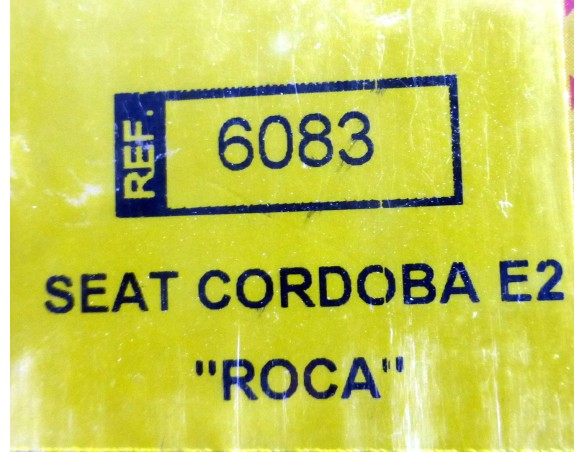 REF. 6083
SEAT CORDOBA E2
"ROCA"